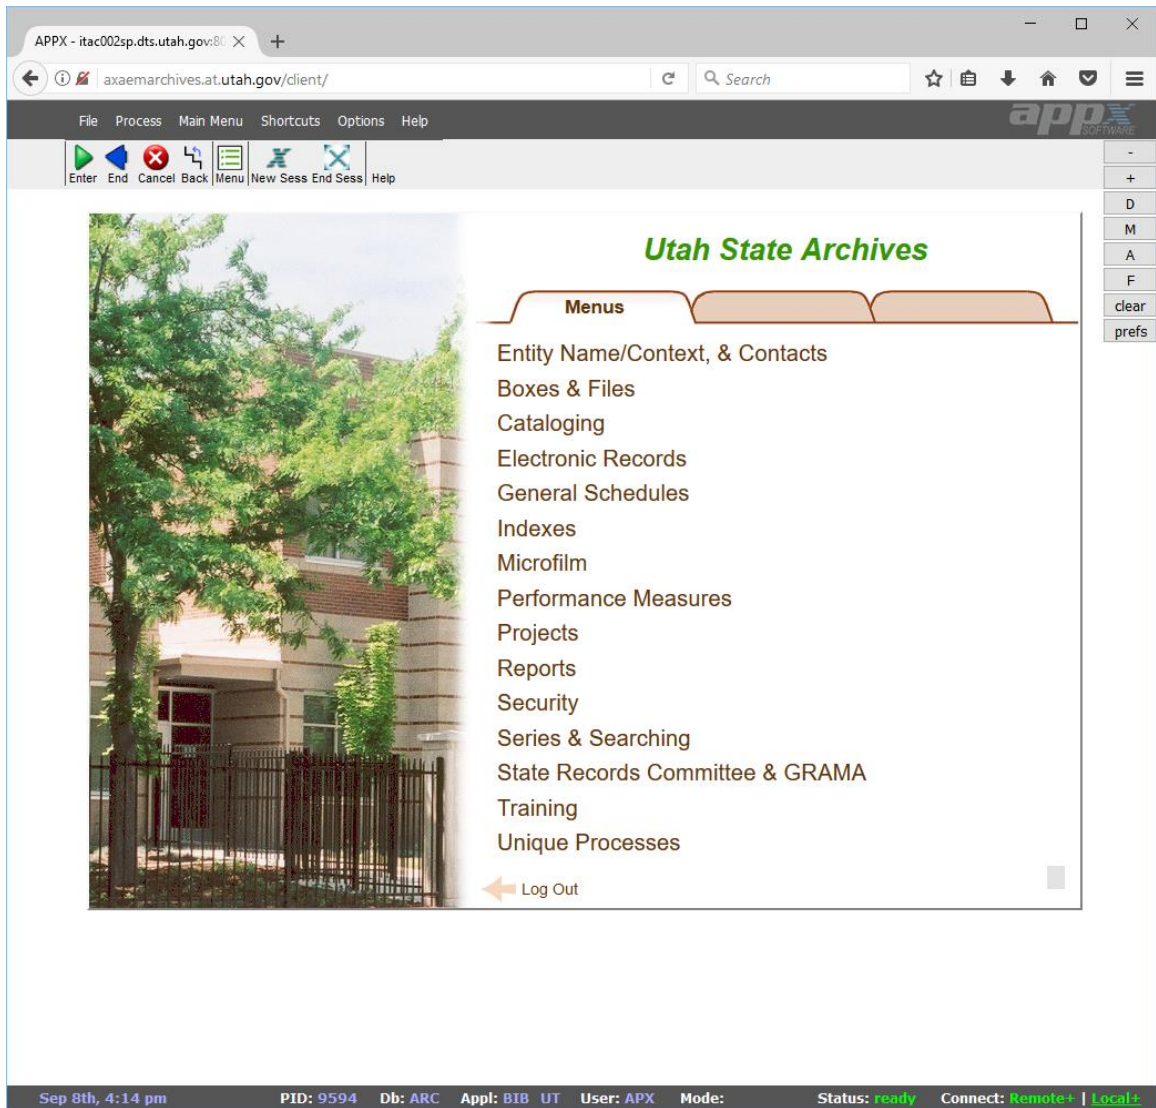 APPX - itac002sp.dts.utah.gov:80
axaemarchives.at.utah.gov/client/
Search
File Process Main Menu Shortcuts Options Help
appx SOFTWARE
Enter End Cancel Back Menu New Sess End Sess Help
-
+
D
M
A
F
clear
prefs
Utah State Archives
Menus
Entity Name/Context, & Contacts
Boxes & Files
Cataloging
Electronic Records
General Schedules
Indexes
Microfilm
Performance Measures
Projects
Reports
Security
Series & Searching
State Records Committee & GRAMA
Training
Unique Processes
Log Out
Sep 8th, 4:14 pm PID: 9594 Db: ARC Appl: BIB UT User: APX Mode: Status: ready Connect: Remote+ | Local+